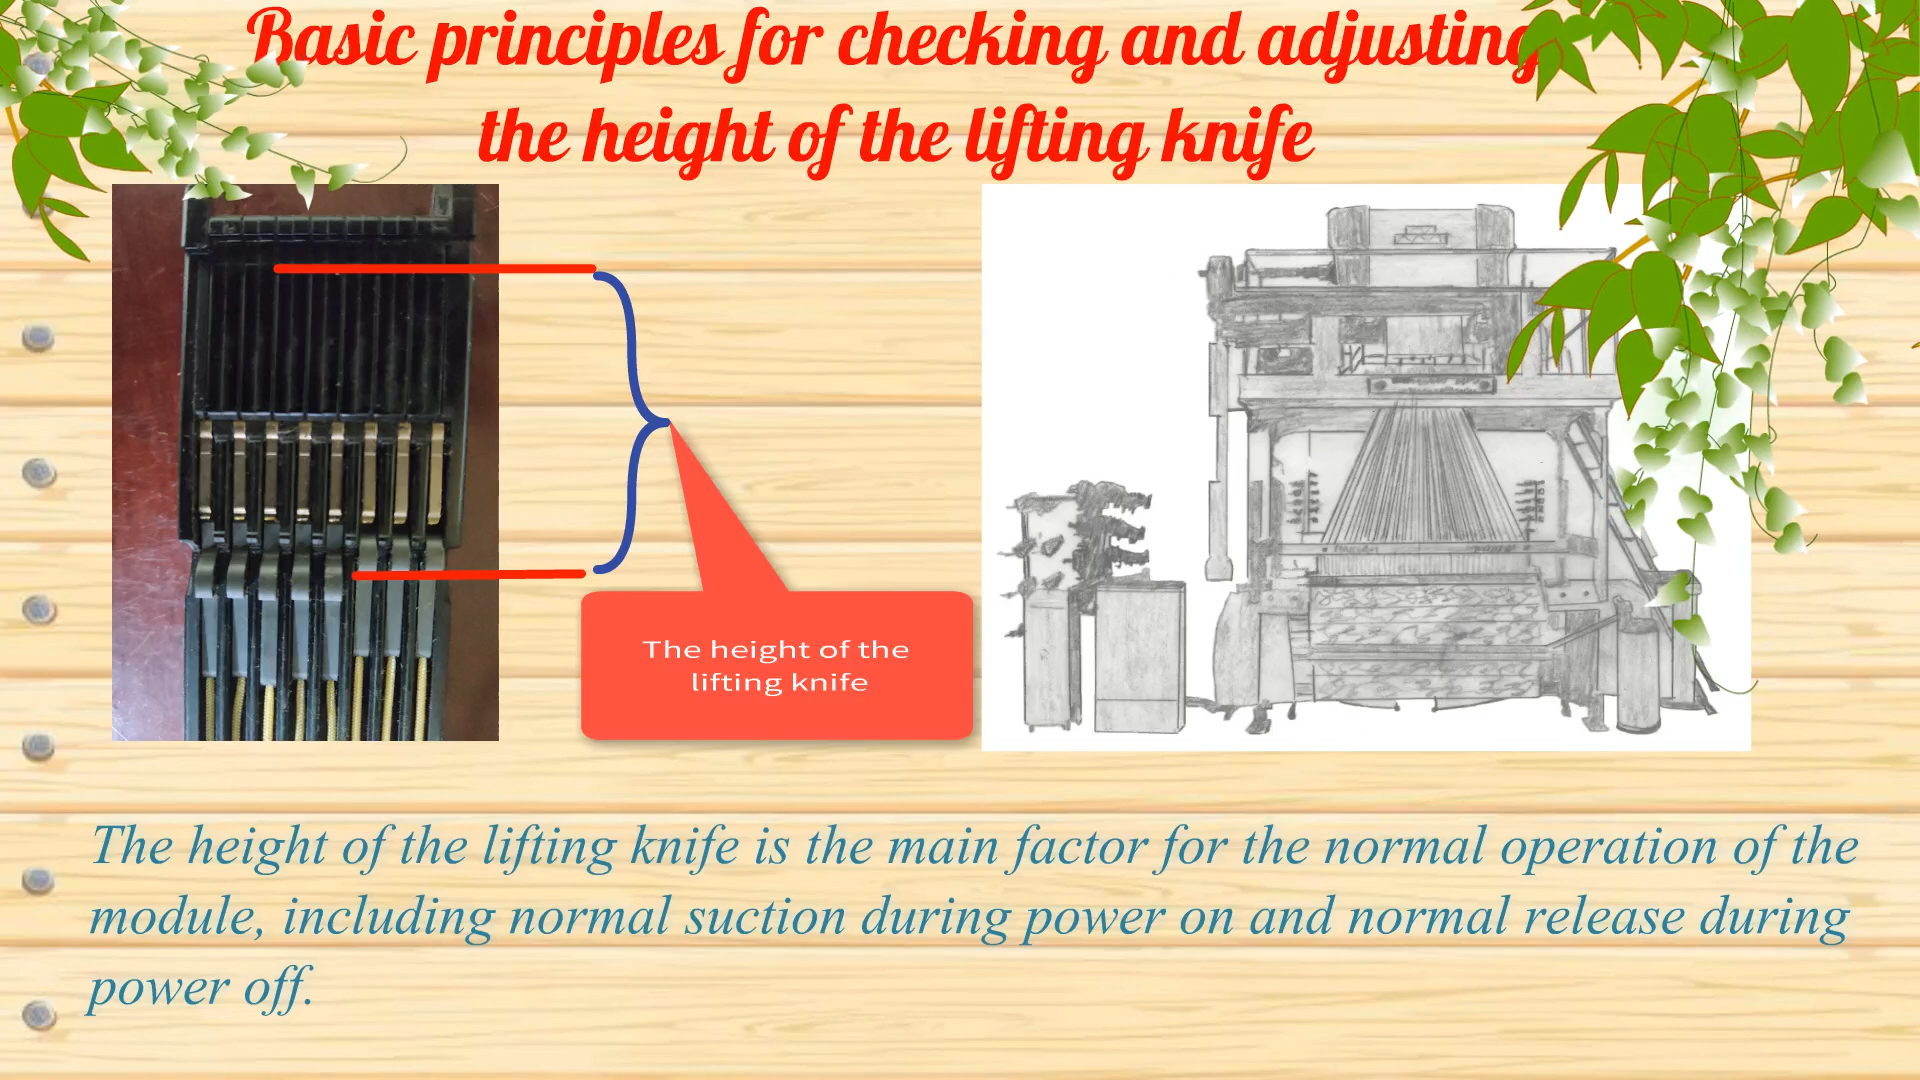 Basic principles for checking and adjusting
the height of the lifting knife
The height of the
lifting knife
The height of the lifting knife is the main factor for the normal operation of the
module, including normal suction during power on and normal release during
power off.